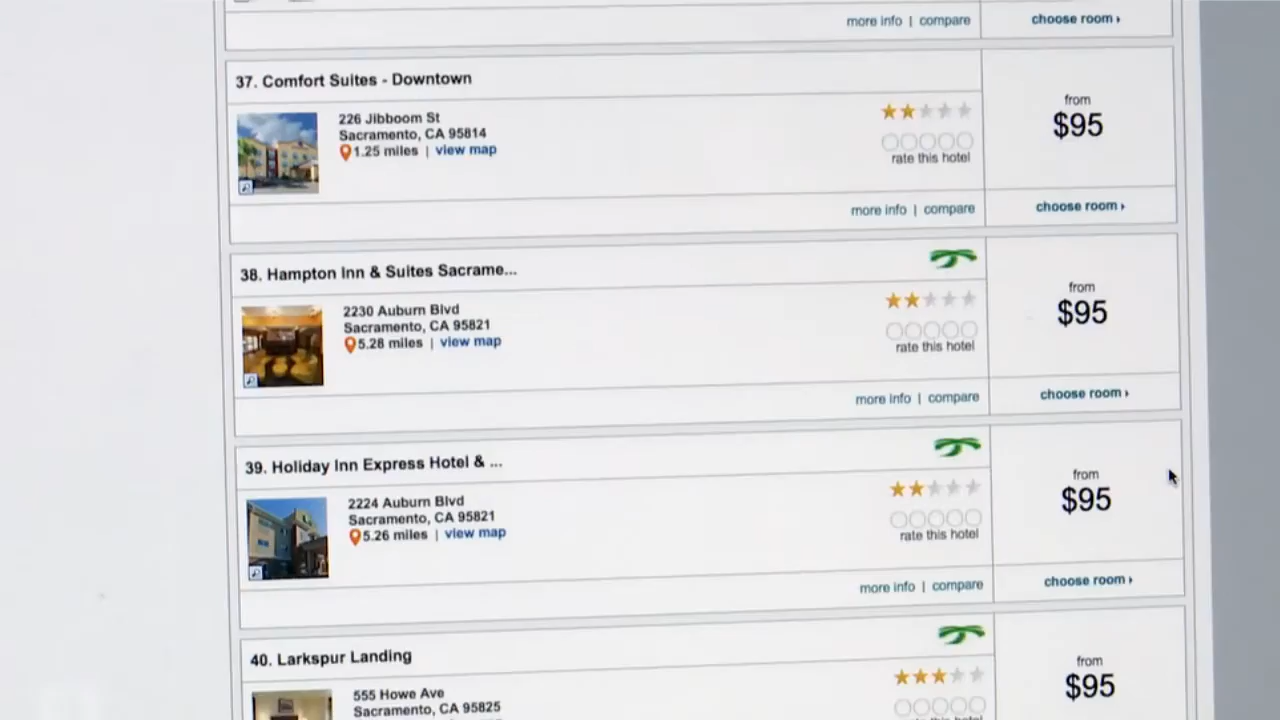 more info | compare
choose room ›
37. Comfort Suites - Downtown
226 Jibboom St
Sacramento, CA 95814
1.25 miles | view map
rate this hotel
from
$95
more info | compare
choose room ›
38. Hampton Inn & Suites Sacrame...
2230 Auburn Blvd
Sacramento, CA 95821
5.28 miles | view map
rate this hotel
from
$95
more info | compare
choose room ›
39. Holiday Inn Express Hotel & ...
2224 Auburn Blvd
Sacramento, CA 95821
5.26 miles | view map
rate this hotel
from
$95
more info | compare
choose room ›
40. Larkspur Landing
555 Howe Ave
Sacramento, CA 95825
from
$95